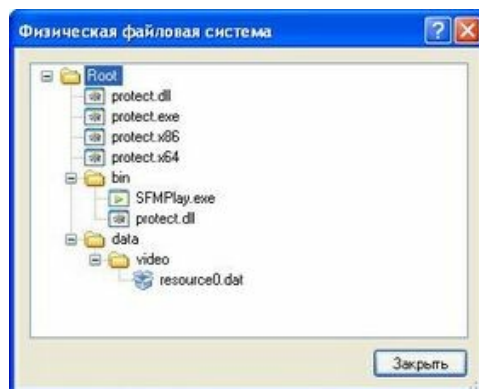 Физическая файловая система
Root
protect.dll
protect.exe
protect.x86
protect.x64
bin
SFMPlay.exe
protect.dll
data
video
resource0.dat
Закрыть